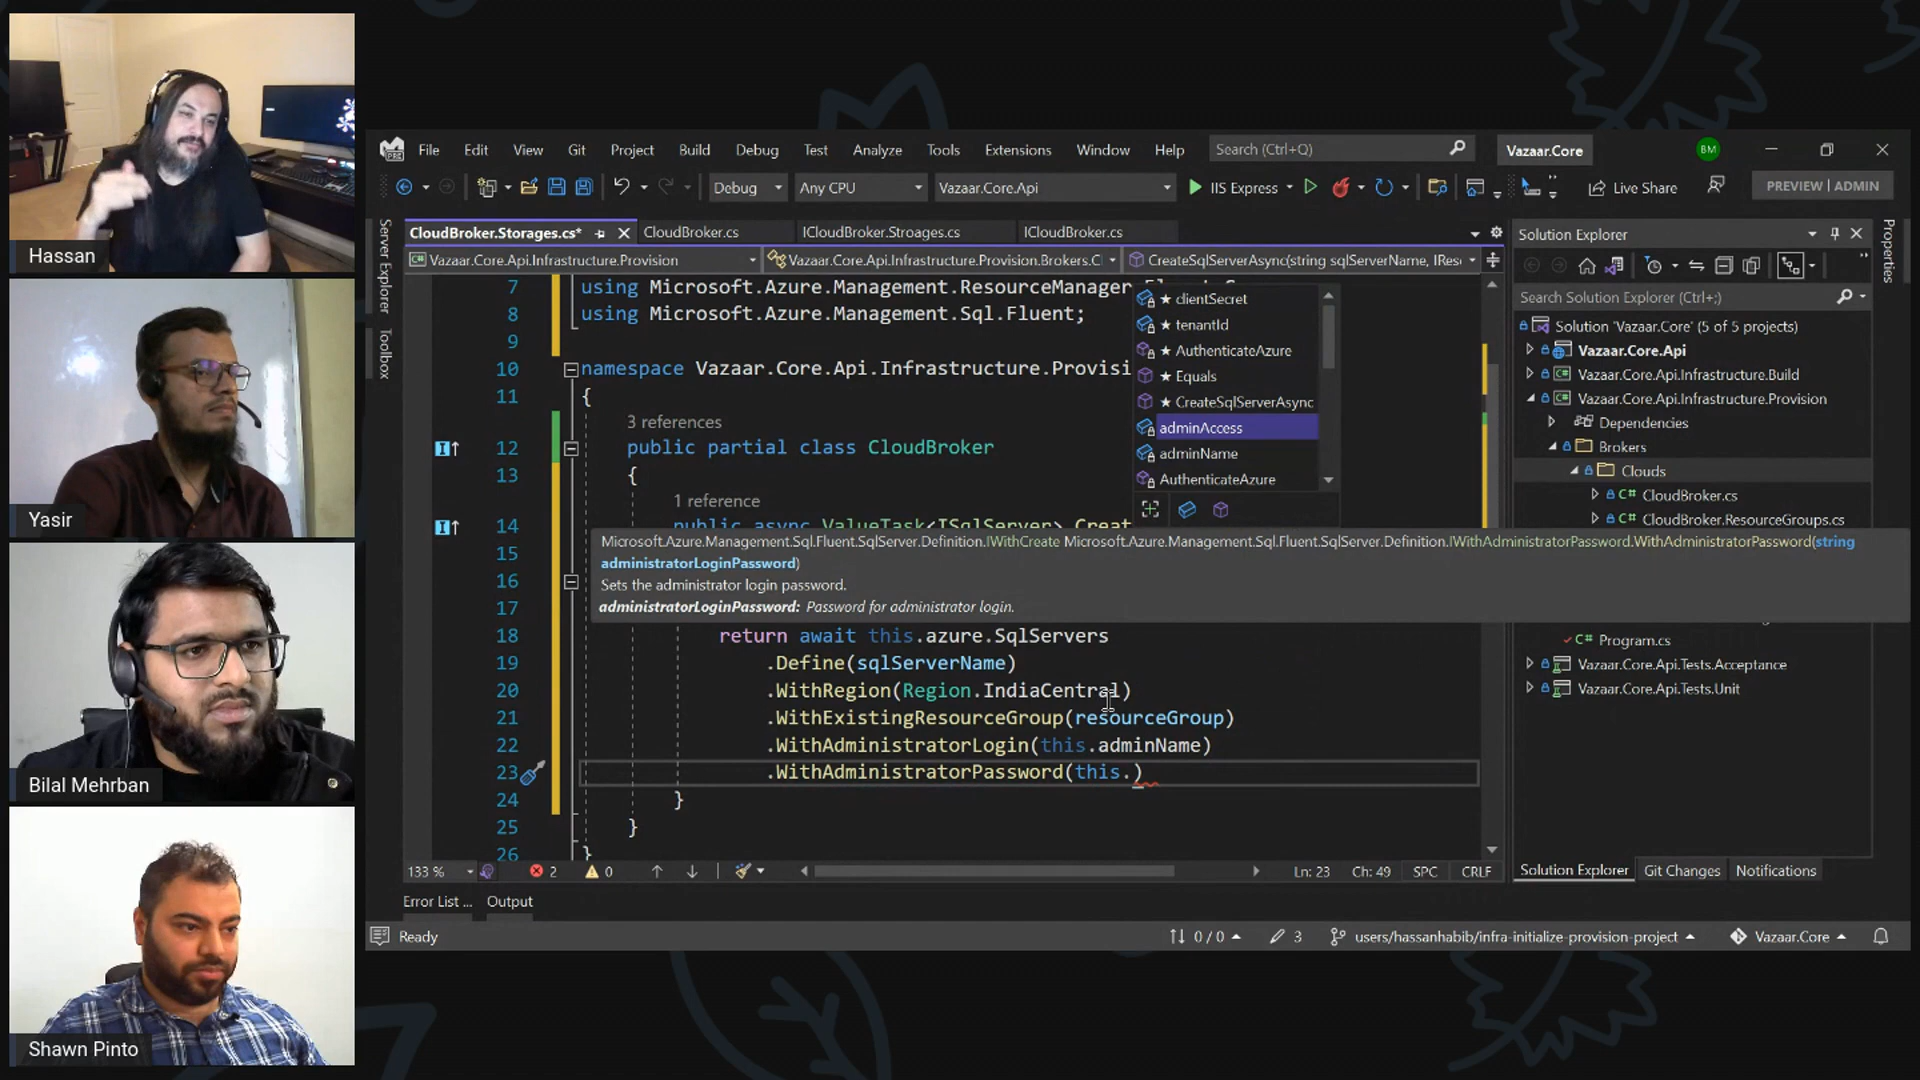 Hassan
Yasir
Bilal Mehrban
Shawn Pinto
File Edit View Git Project Build Debug Test Analyze Tools Extensions Window Help Search (Ctrl+Q) Vazaar.Core BM
Debug Any CPU Vazaar.Core.Api IIS Express Live Share PREVIEW | ADMIN
Server Explorer
Toolbox
CloudBroker.Storages.cs* CloudBroker.cs ICloudBroker.Stroages.cs ICloudBroker.cs
Vazaar.Core.Api.Infrastructure.Provision Vazaar.Core.Api.Infrastructure.Provision.Brokers.Cl CreateSqlServerAsync(string sqlServerName, IRes
7 using Microsoft.Azure.Management.ResourceManager
8 using Microsoft.Azure.Management.Sql.Fluent;
9
10 namespace Vazaar.Core.Api.Infrastructure.Provisi
11 {
3 references
12 public partial class CloudBroker
13 {
1 reference
14 public async ValueTask<ISqlServer> Creat
15
16
17
18 return await this.azure.SqlServers
19 .Define(sqlServerName)
20 .WithRegion(Region.IndiaCentral)
21 .WithExistingResourceGroup(resourceGroup)
22 .WithAdministratorLogin(this.adminName)
23 .WithAdministratorPassword(this.)
24 }
25 }
26 }
★ clientSecret
★ tenantId
★ AuthenticateAzure
★ Equals
★ CreateSqlServerAsync
adminAccess
adminName
AuthenticateAzure
Microsoft.Azure.Management.Sql.Fluent.SqlServer.Definition.IWithCreate Microsoft.Azure.Management.Sql.Fluent.SqlServer.Definition.IWithAdministratorPassword.WithAdministratorPassword(string
administratorLoginPassword)
Sets the administrator login password.
administratorLoginPassword: Password for administrator login.
133 % 2 0 Ln: 23 Ch: 49 SPC CRLF
Error List ... Output
Ready 0 / 0 3 users/hassanhabib/infra-initialize-provision-project Vazaar.Core
Solution Explorer
Search Solution Explorer (Ctrl+;)
Solution 'Vazaar.Core' (5 of 5 projects)
Vazaar.Core.Api
Vazaar.Core.Api.Infrastructure.Build
Vazaar.Core.Api.Infrastructure.Provision
Dependencies
Brokers
Clouds
C# CloudBroker.cs
C# CloudBroker.ResourceGroups.cs
C# Program.cs
Vazaar.Core.Api.Tests.Acceptance
Vazaar.Core.Api.Tests.Unit
Solution Explorer Git Changes Notifications
Properties